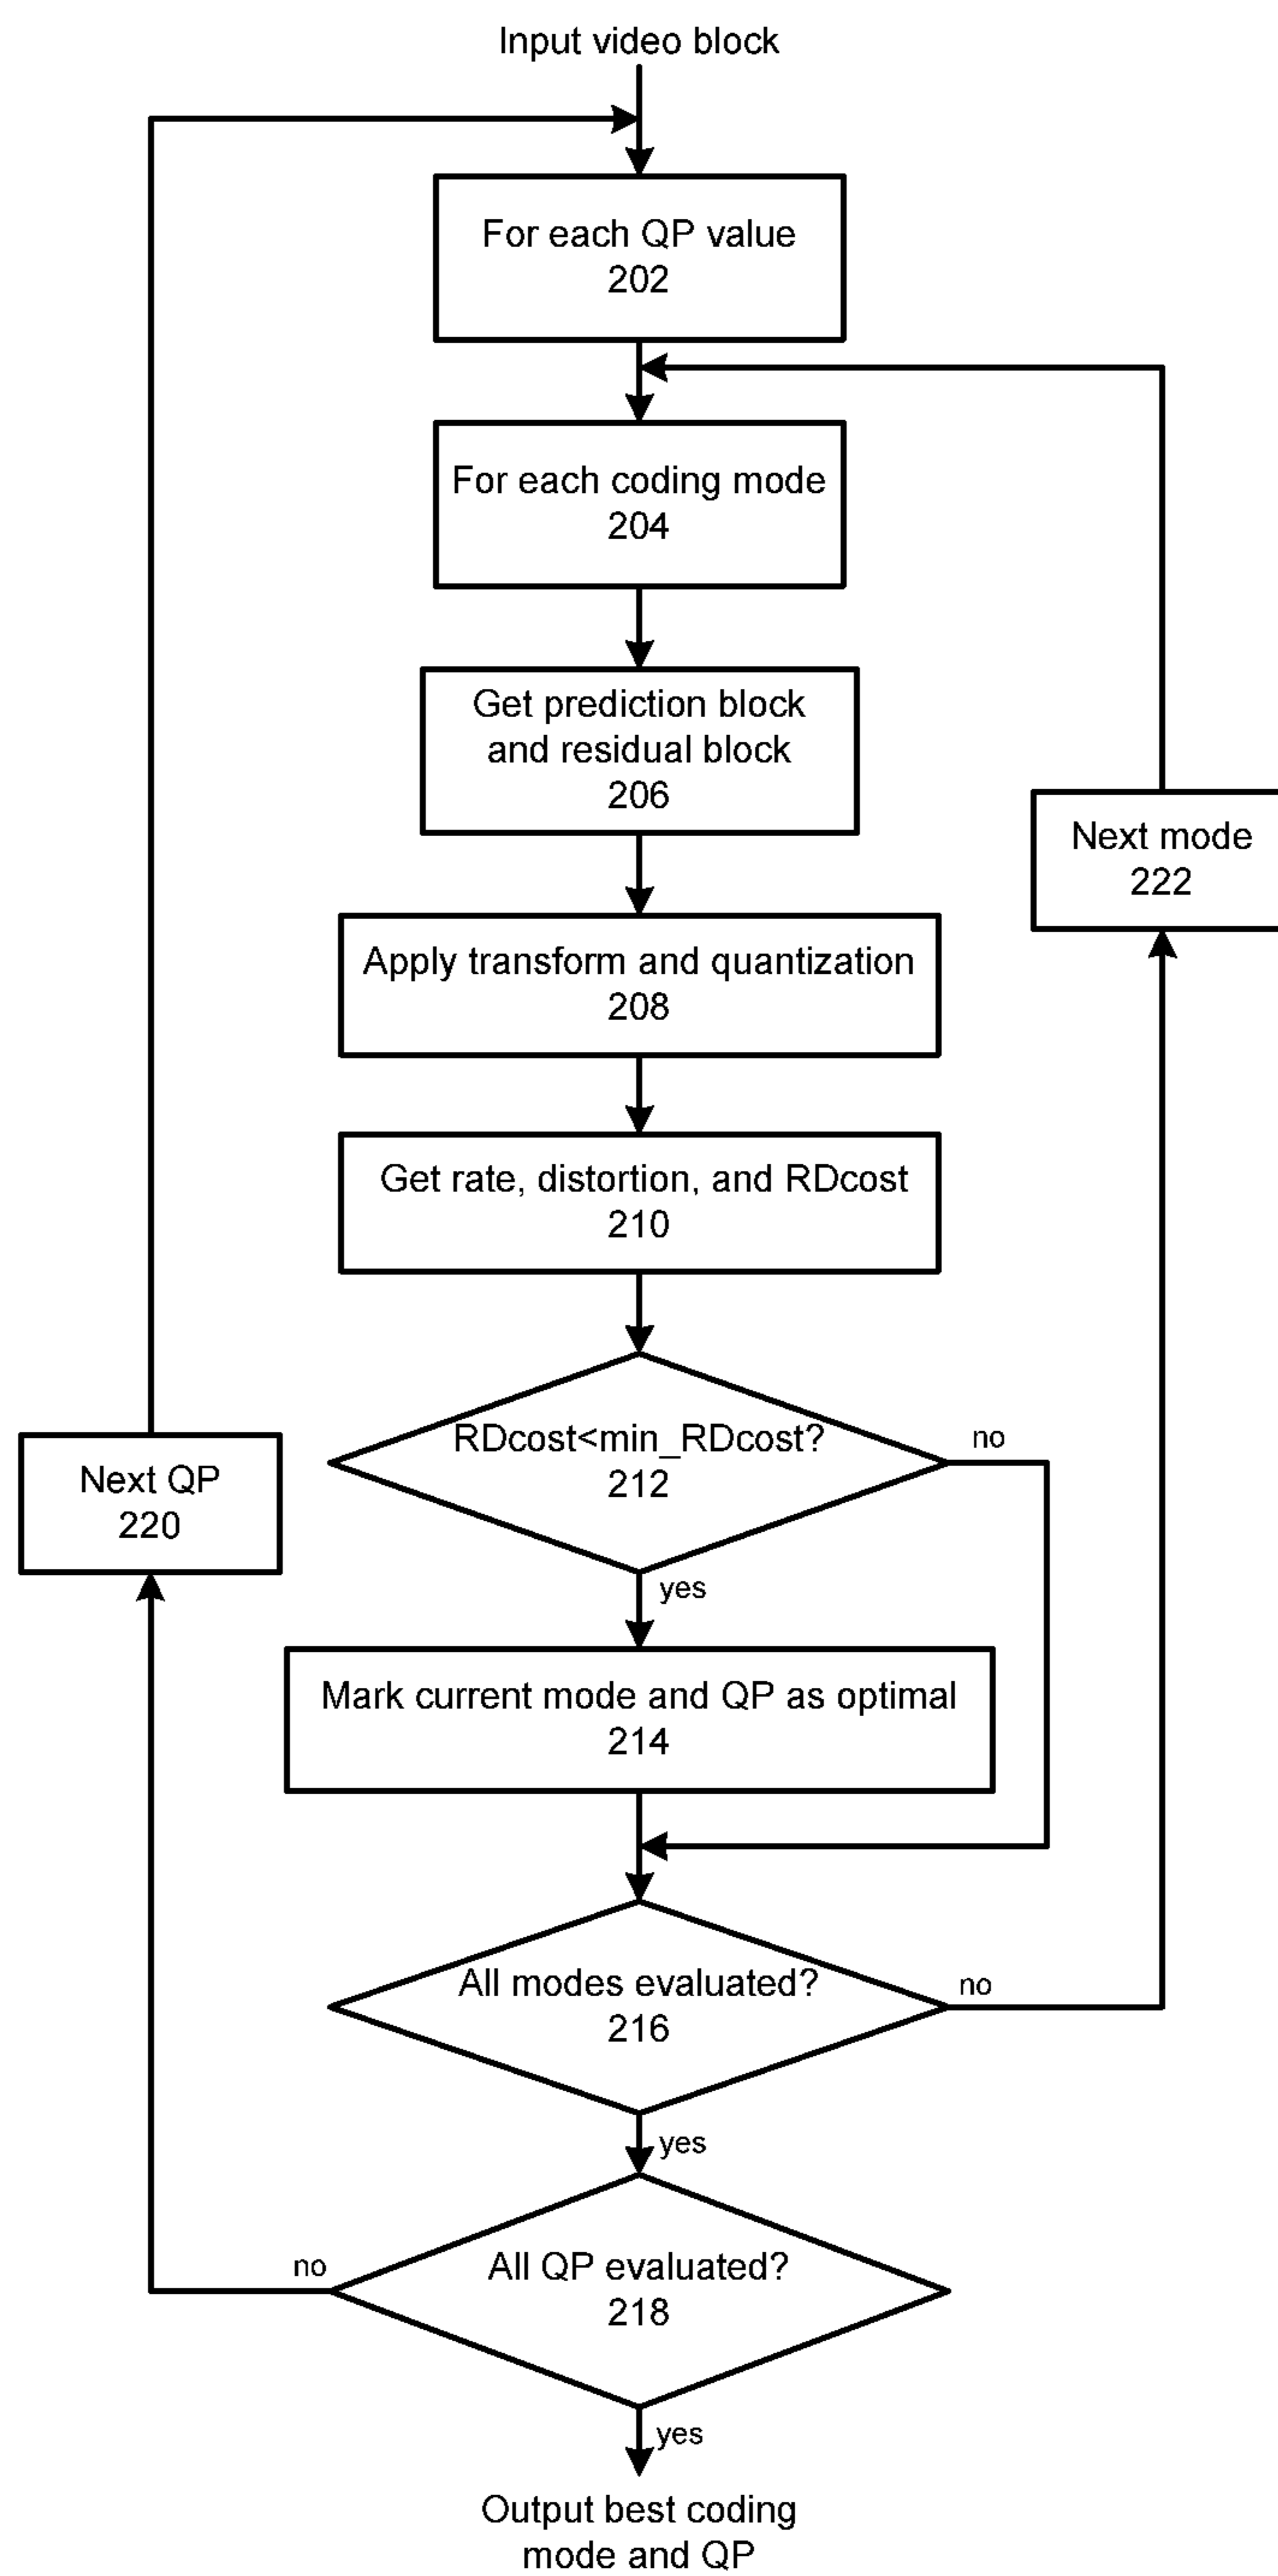 Input video block
For each QP value
202
For each coding mode
204
Get prediction block
and residual block
206
Next mode
222
Apply transform and quantization
208
Get rate, distortion, and RDcost
210
RDcost<min_RDcost?
212
no
Next QP
220
yes
Mark current mode and QP as optimal
214
All modes evaluated?
216
no
yes
All QP evaluated?
218
no
yes
Output best coding
mode and QP